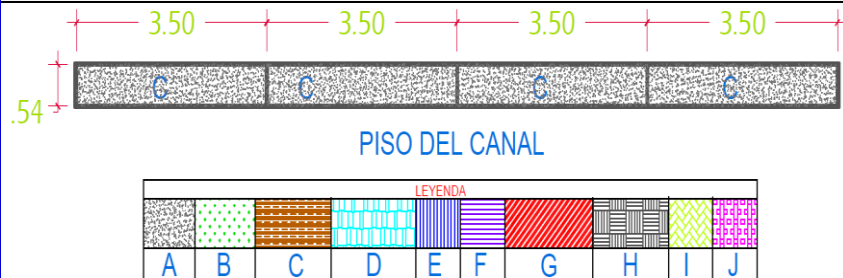 3.50 3.50 3.50 3.50
.54 C C C C
PISO DEL CANAL
LEYENDA
A B C D E F G H I J